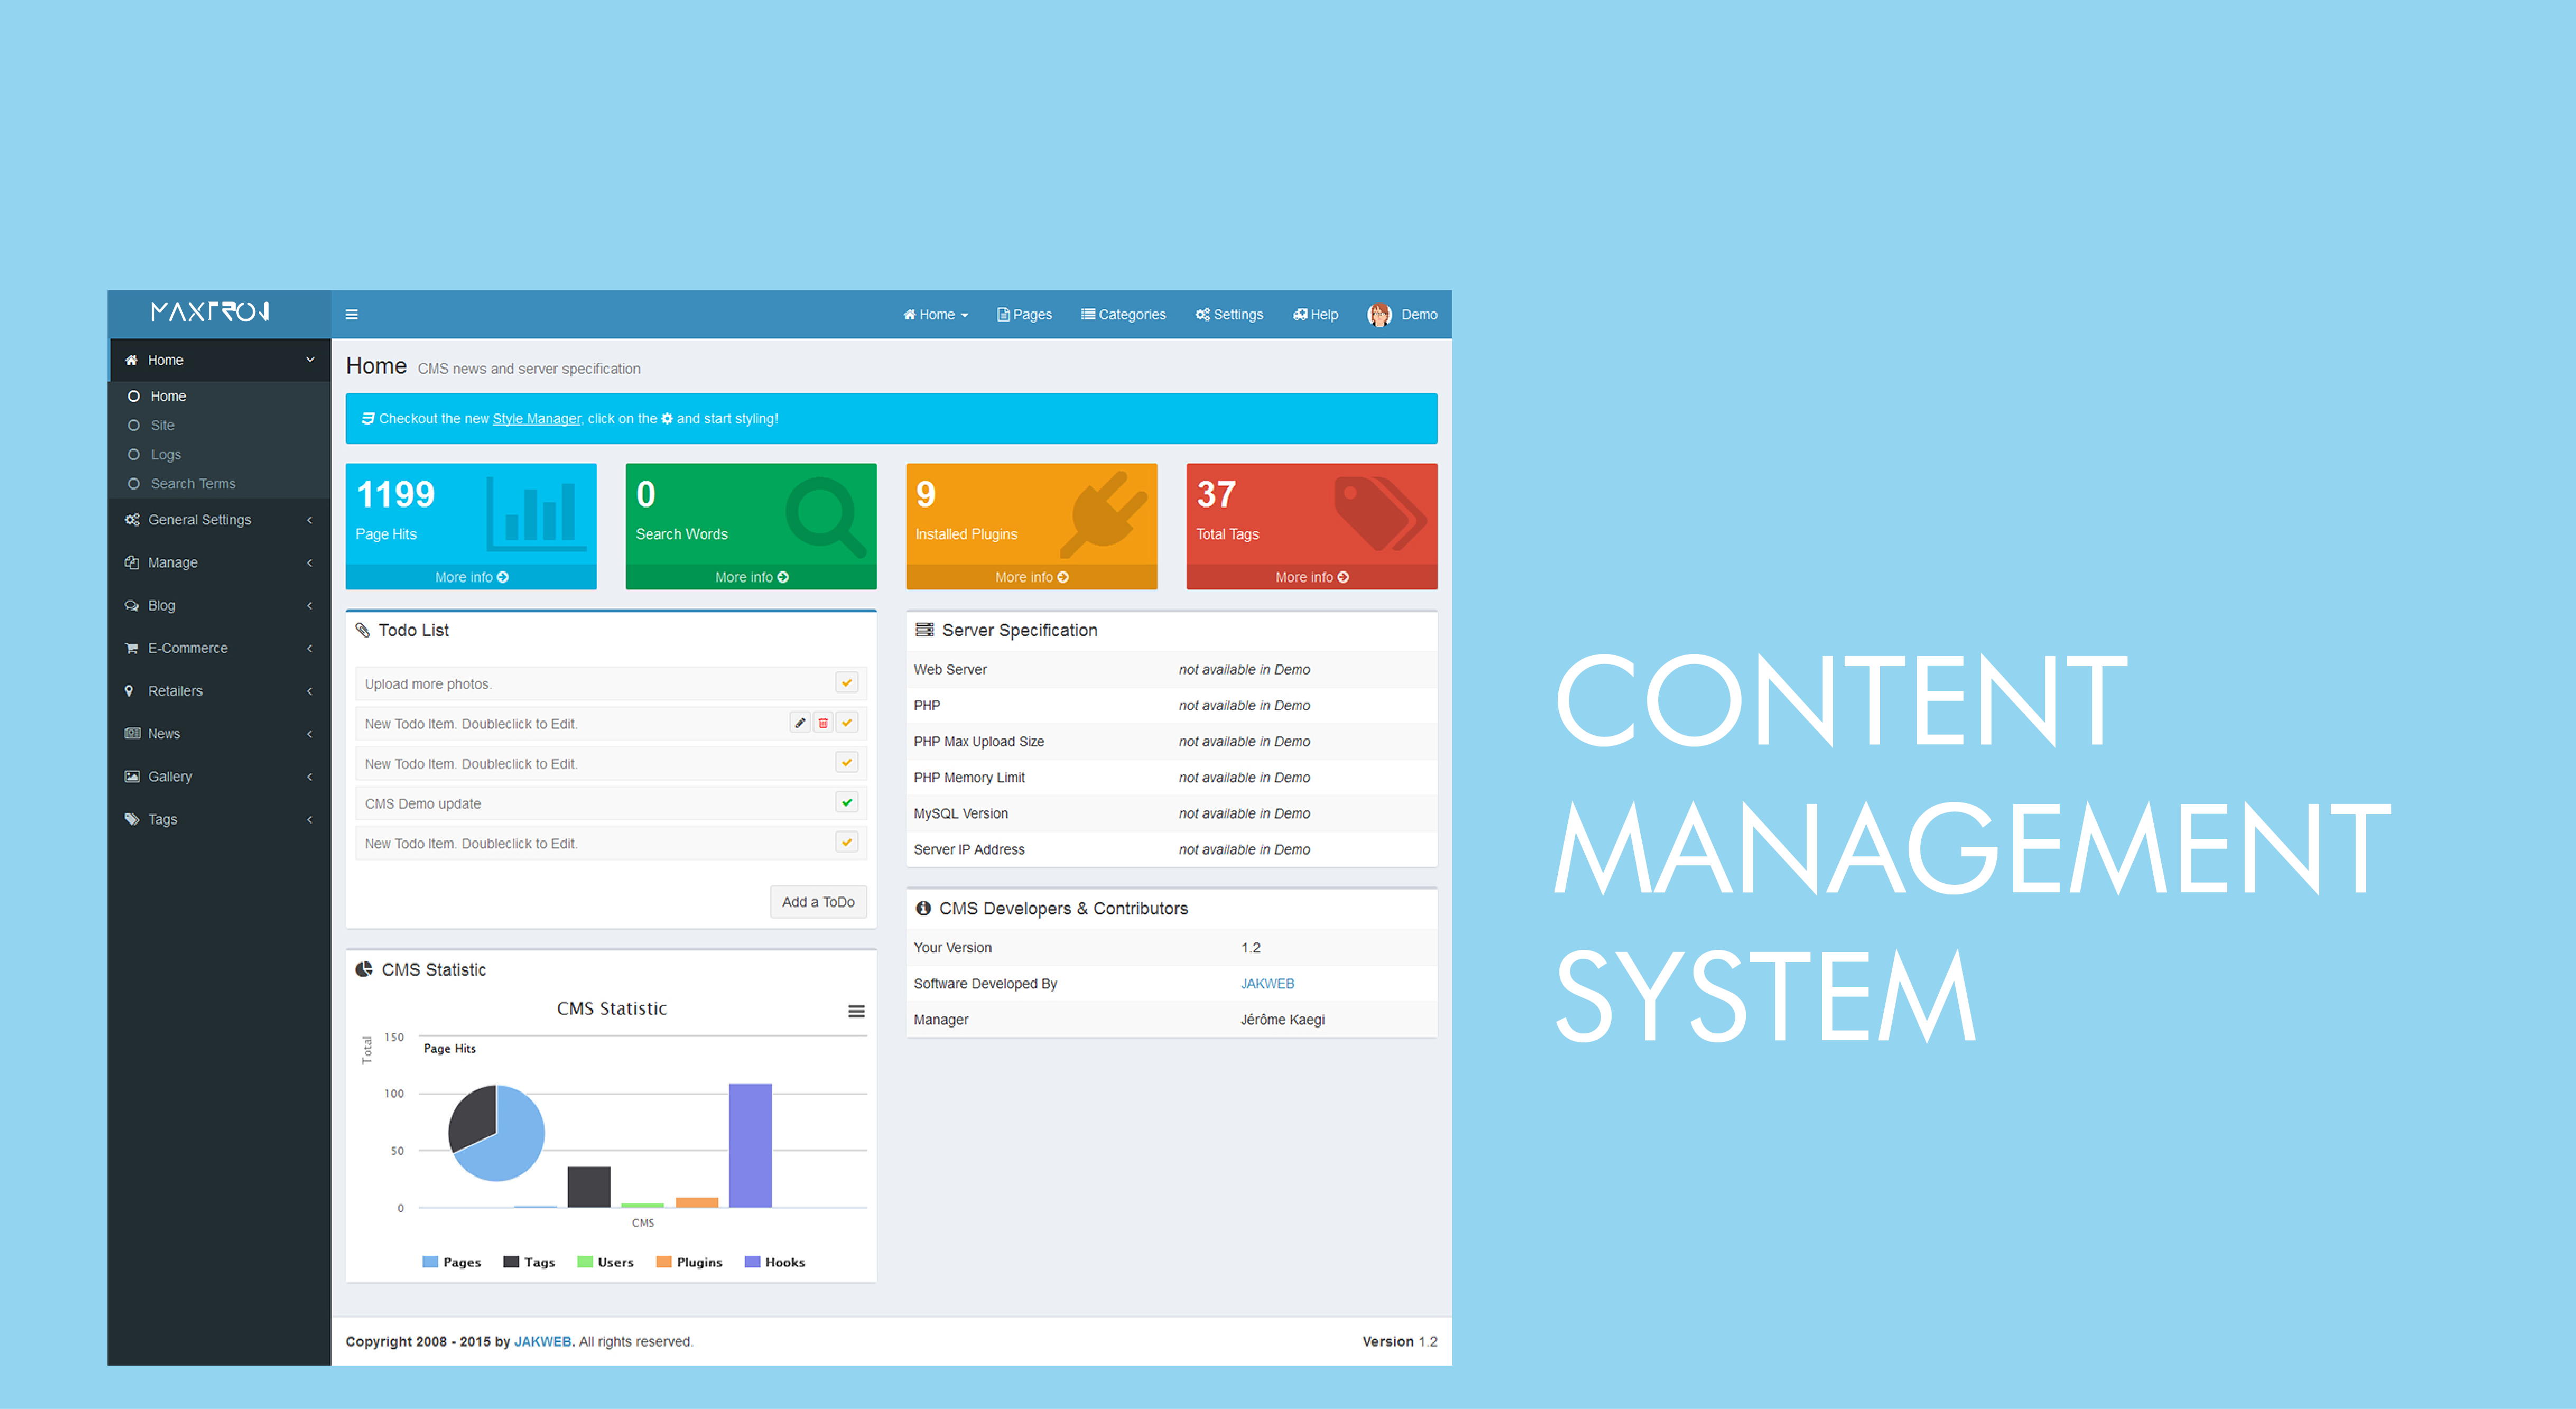 MAXTRON
Home
Pages
Categories
Settings
Help
Demo
Home
Home
Site
Logs
Search Terms
General Settings
Manage
Blog
E-Commerce
Retailers
News
Gallery
Tags
Home CMS news and server specification
Checkout the new Style Manager, click on the and start styling!
1199
Page Hits
More info
0
Search Words
More info
9
Installed Plugins
More info
37
Total Tags
More info
Todo List
Upload more photos.
New Todo Item. Doubleclick to Edit.
New Todo Item. Doubleclick to Edit.
CMS Demo update
New Todo Item. Doubleclick to Edit.
Add a ToDo
CMS Statistic
CMS Statistic
Total
150
100
50
0
Page Hits
CMS
Pages Tags Users Plugins Hooks
Server Specification
Web Server not available in Demo
PHP not available in Demo
PHP Max Upload Size not available in Demo
PHP Memory Limit not available in Demo
MySQL Version not available in Demo
Server IP Address not available in Demo
CMS Developers & Contributors
Your Version 1.2
Software Developed By JAKWEB
Manager Jérôme Kaegi
Copyright 2008 - 2015 by JAKWEB. All rights reserved.
Version 1.2
CONTENT
MANAGEMENT
SYSTEM